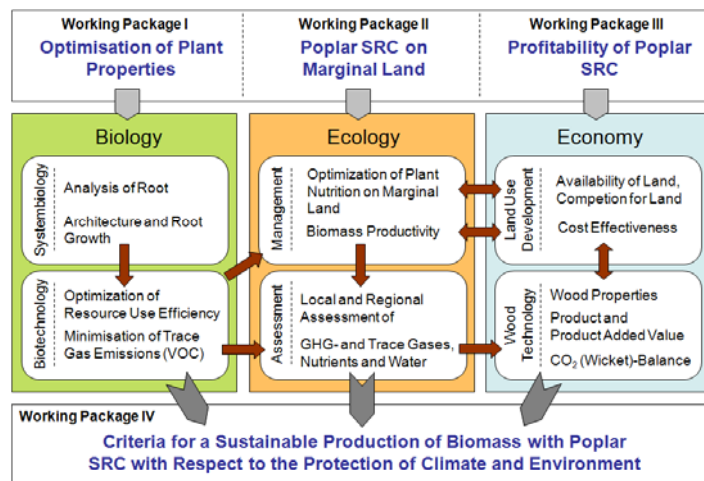 Working Package I
Optimisation of Plant
Properties
Working Package II
Poplar SRC on
Marginal Land
Working Package III
Profitability of Poplar
SRC
Biology
Systembiology
Analysis of Root
Architecture and Root
Growth
Biotechnology
Optimization of
Resource Use Efficiency
Minimisation of Trace
Gas Emissions (VOC)
Ecology
Management
Optimization of Plant
Nutrition on Marginal
Land
Biomass Productivity
Assessment
Local and Regional
Assessment of
GHG- and Trace Gases,
Nutrients and Water
Economy
Land Use
Development
Availability of Land,
Competion for Land
Cost Effectiveness
Wood
Technology
Wood Properties
Product and
Product Added Value
CO₂ (Wicket)-Balance
Working Package IV
Criteria for a Sustainable Production of Biomass with Poplar
SRC with Respect to the Protection of Climate and Environment